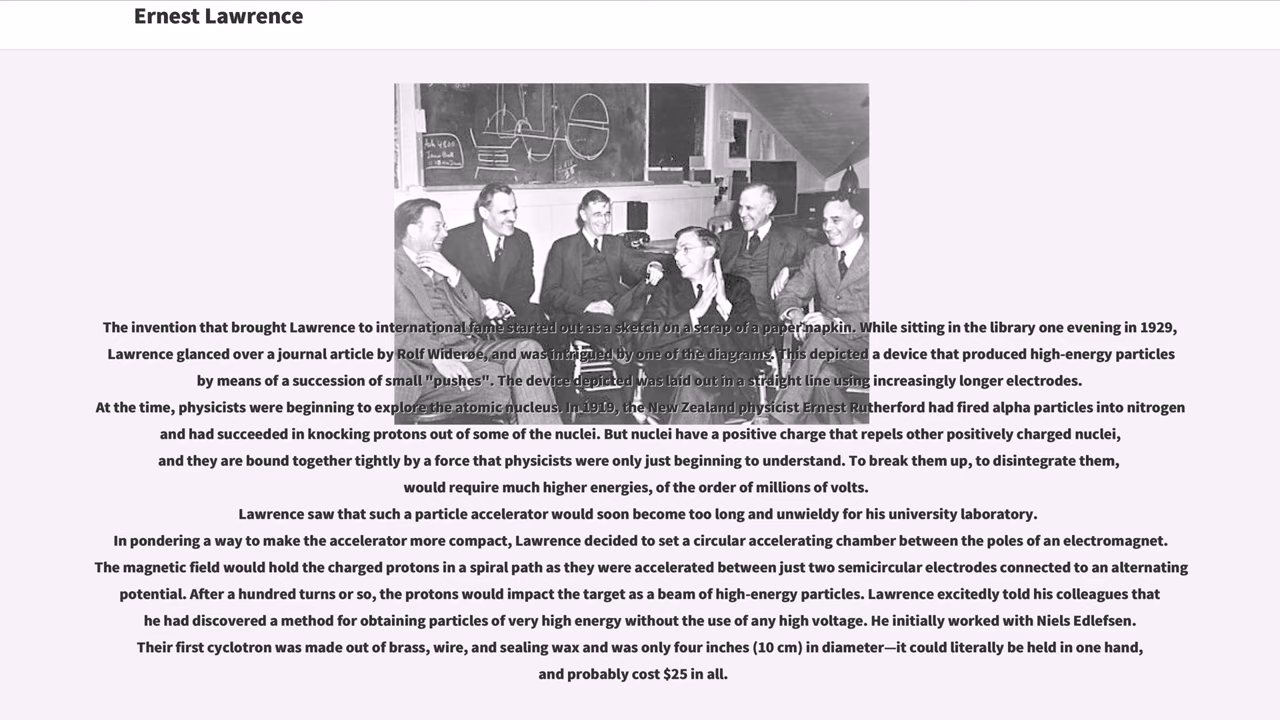 Ernest Lawrence
The invention that brought Lawrence to international fame started out as a sketch on a scrap of a paper napkin. While sitting in the library one evening in 1929,
Lawrence glanced over a journal article by Rolf Widerøe, and was intrigued by one of the diagrams. This depicted a device that produced high-energy particles
by means of a succession of small "pushes". The device depicted was laid out in a straight line using increasingly longer electrodes.
At the time, physicists were beginning to explore the atomic nucleus. In 1919, the New Zealand physicist Ernest Rutherford had fired alpha particles into nitrogen
and had succeeded in knocking protons out of some of the nuclei. But nuclei have a positive charge that repels other positively charged nuclei,
and they are bound together tightly by a force that physicists were only just beginning to understand. To break them up, to disintegrate them,
would require much higher energies, of the order of millions of volts.
Lawrence saw that such a particle accelerator would soon become too long and unwieldy for his university laboratory.
In pondering a way to make the accelerator more compact, Lawrence decided to set a circular accelerating chamber between the poles of an electromagnet.
The magnetic field would hold the charged protons in a spiral path as they were accelerated between just two semicircular electrodes connected to an alternating
potential. After a hundred turns or so, the protons would impact the target as a beam of high-energy particles. Lawrence excitedly told his colleagues that
he had discovered a method for obtaining particles of very high energy without the use of any high voltage. He initially worked with Niels Edlefsen.
Their first cyclotron was made out of brass, wire, and sealing wax and was only four inches (10 cm) in diameter—it could literally be held in one hand,
and probably cost $25 in all.